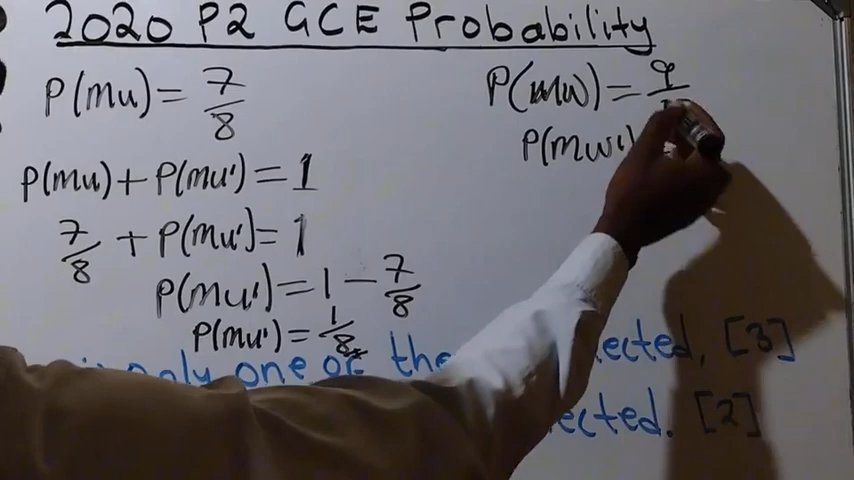 2020 P2 GCE Probability
P(mu) = 7/8
P(mu) + P(mu') = 1
7/8 + P(mu') = 1
P(mu') = 1 - 7/8
P(mu') = 1/8
P(mw) = 9/
P(mw')
only one of the ected, [3]
ected. [2]